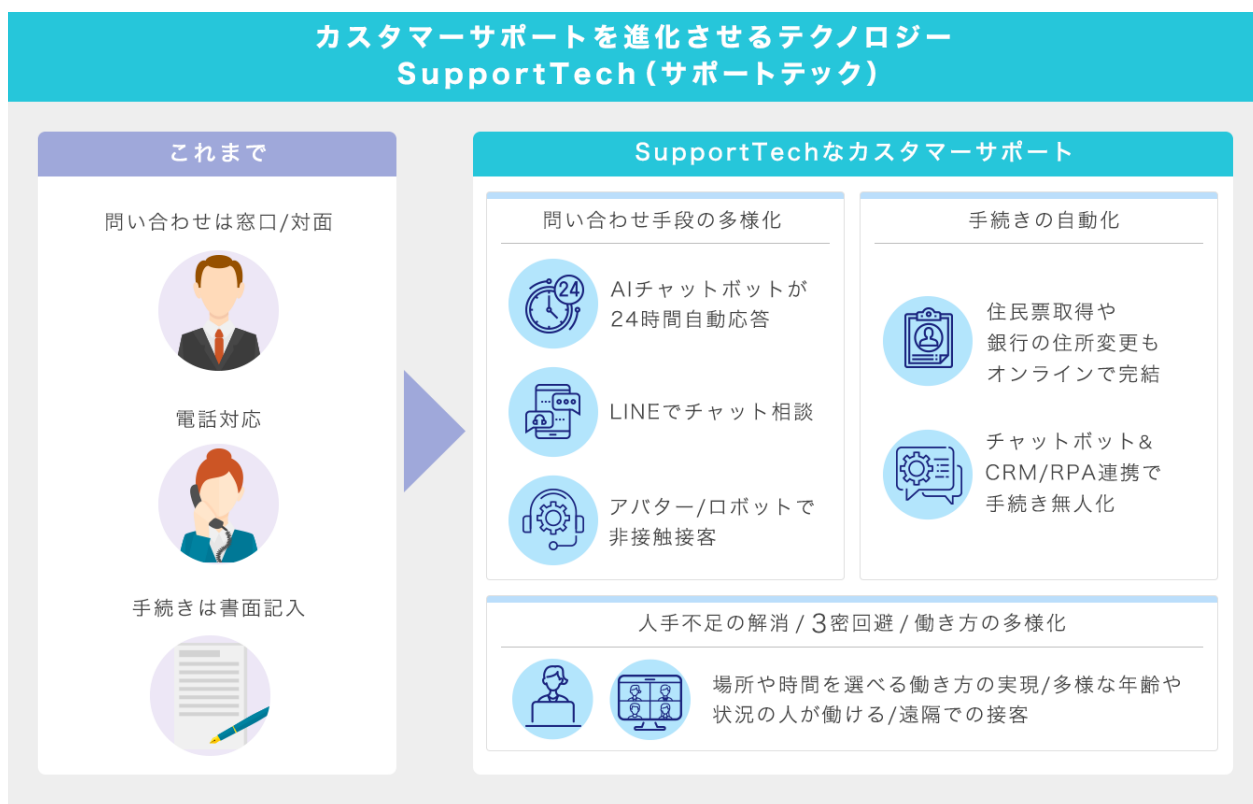 カスタマーサポートを進化させるテクノロジー
SupportTech(サポートテック)
これまで
問い合わせは窓口/対面
電話対応
手続きは書面記入
SupportTechなカスタマーサポート
問い合わせ手段の多様化
24
AIチャットボットが
24時間自動応答
LINEでチャット相談
アバター/ロボットで
非接触接客
手続きの自動化
住民票取得や
銀行の住所変更も
オンラインで完結
チャットボット&
CRM/RPA連携で
手続き無人化
人手不足の解消/3密回避/働き方の多様化
場所や時間を選べる働き方の実現/多様な年齢や
状況の人が働ける/遠隔での接客